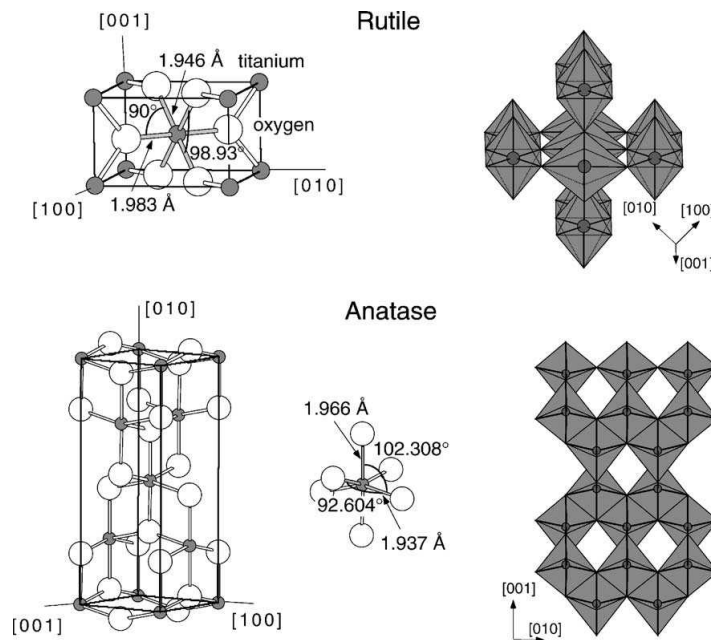 Rutile
[001]
1.946 Å
titanium
90°
oxygen
98.93°
[010]
[100]
1.983 Å
[010]
[100]
[001]
Anatase
[010]
1.966 Å
102.308°
92.604°
1.937 Å
[001]
[100]
[001]
[010]